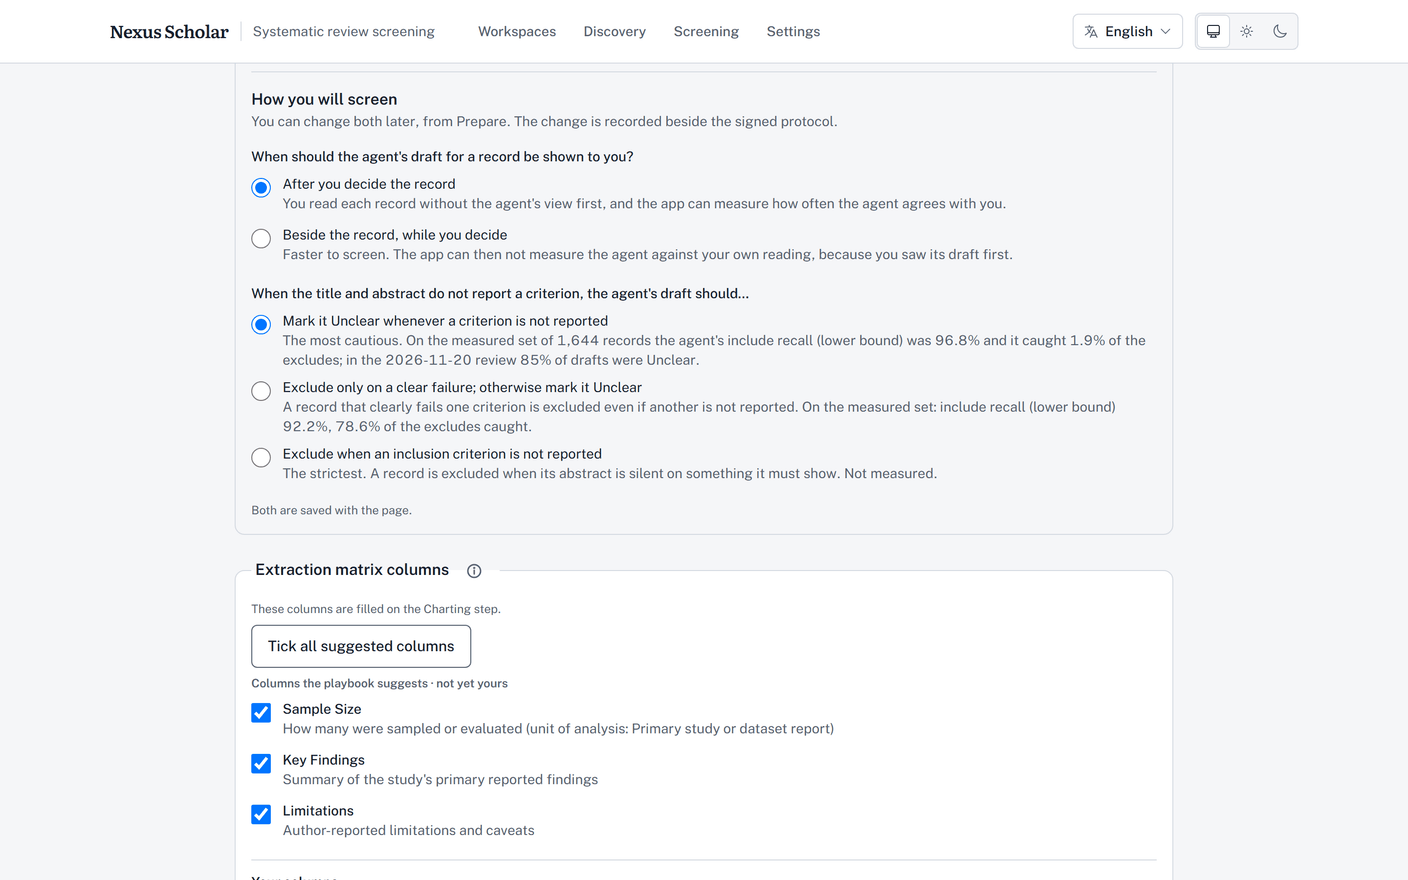 Nexus Scholar
Systematic review screening
Workspaces
Discovery
Screening
Settings
English
How you will screen
You can change both later, from Prepare. The change is recorded beside the signed protocol.
When should the agent's draft for a record be shown to you?
After you decide the record
You read each record without the agent's view first, and the app can measure how often the agent agrees with you.
Beside the record, while you decide
Faster to screen. The app can then not measure the agent against your own reading, because you saw its draft first.
When the title and abstract do not report a criterion, the agent's draft should...
Mark it Unclear whenever a criterion is not reported
The most cautious. On the measured set of 1,644 records the agent's include recall (lower bound) was 96.8% and it caught 1.9% of the
excludes; in the 2026-11-20 review 85% of drafts were Unclear.
Exclude only on a clear failure; otherwise mark it Unclear
A record that clearly fails one criterion is excluded even if another is not reported. On the measured set: include recall (lower bound)
92.2%, 78.6% of the excludes caught.
Exclude when an inclusion criterion is not reported
The strictest. A record is excluded when its abstract is silent on something it must show. Not measured.
Both are saved with the page.
Extraction matrix columns
These columns are filled on the Charting step.
Tick all suggested columns
Columns the playbook suggests · not yet yours
Sample Size
How many were sampled or evaluated (unit of analysis: Primary study or dataset report)
Key Findings
Summary of the study's primary reported findings
Limitations
Author-reported limitations and caveats